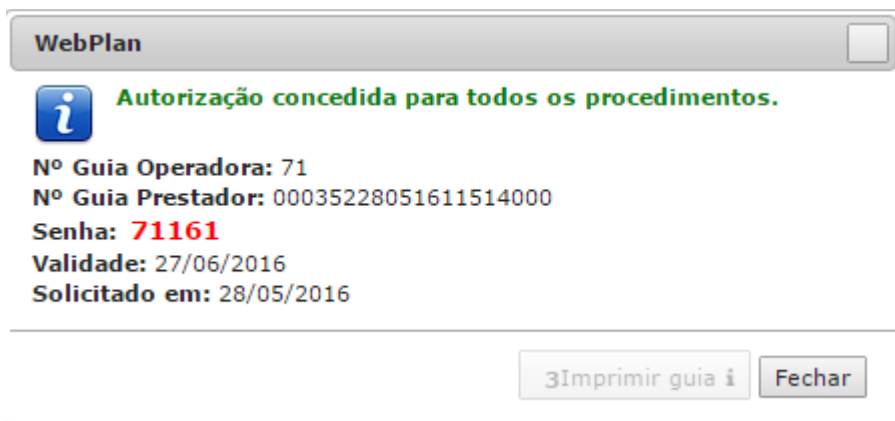 WebPlan
Autorização concedida para todos os procedimentos.
Nº Guia Operadora: 71
Nº Guia Prestador: 00035228051611514000
Senha: 71161
Validade: 27/06/2016
Solicitado em: 28/05/2016
3Imprimir guia i Fechar